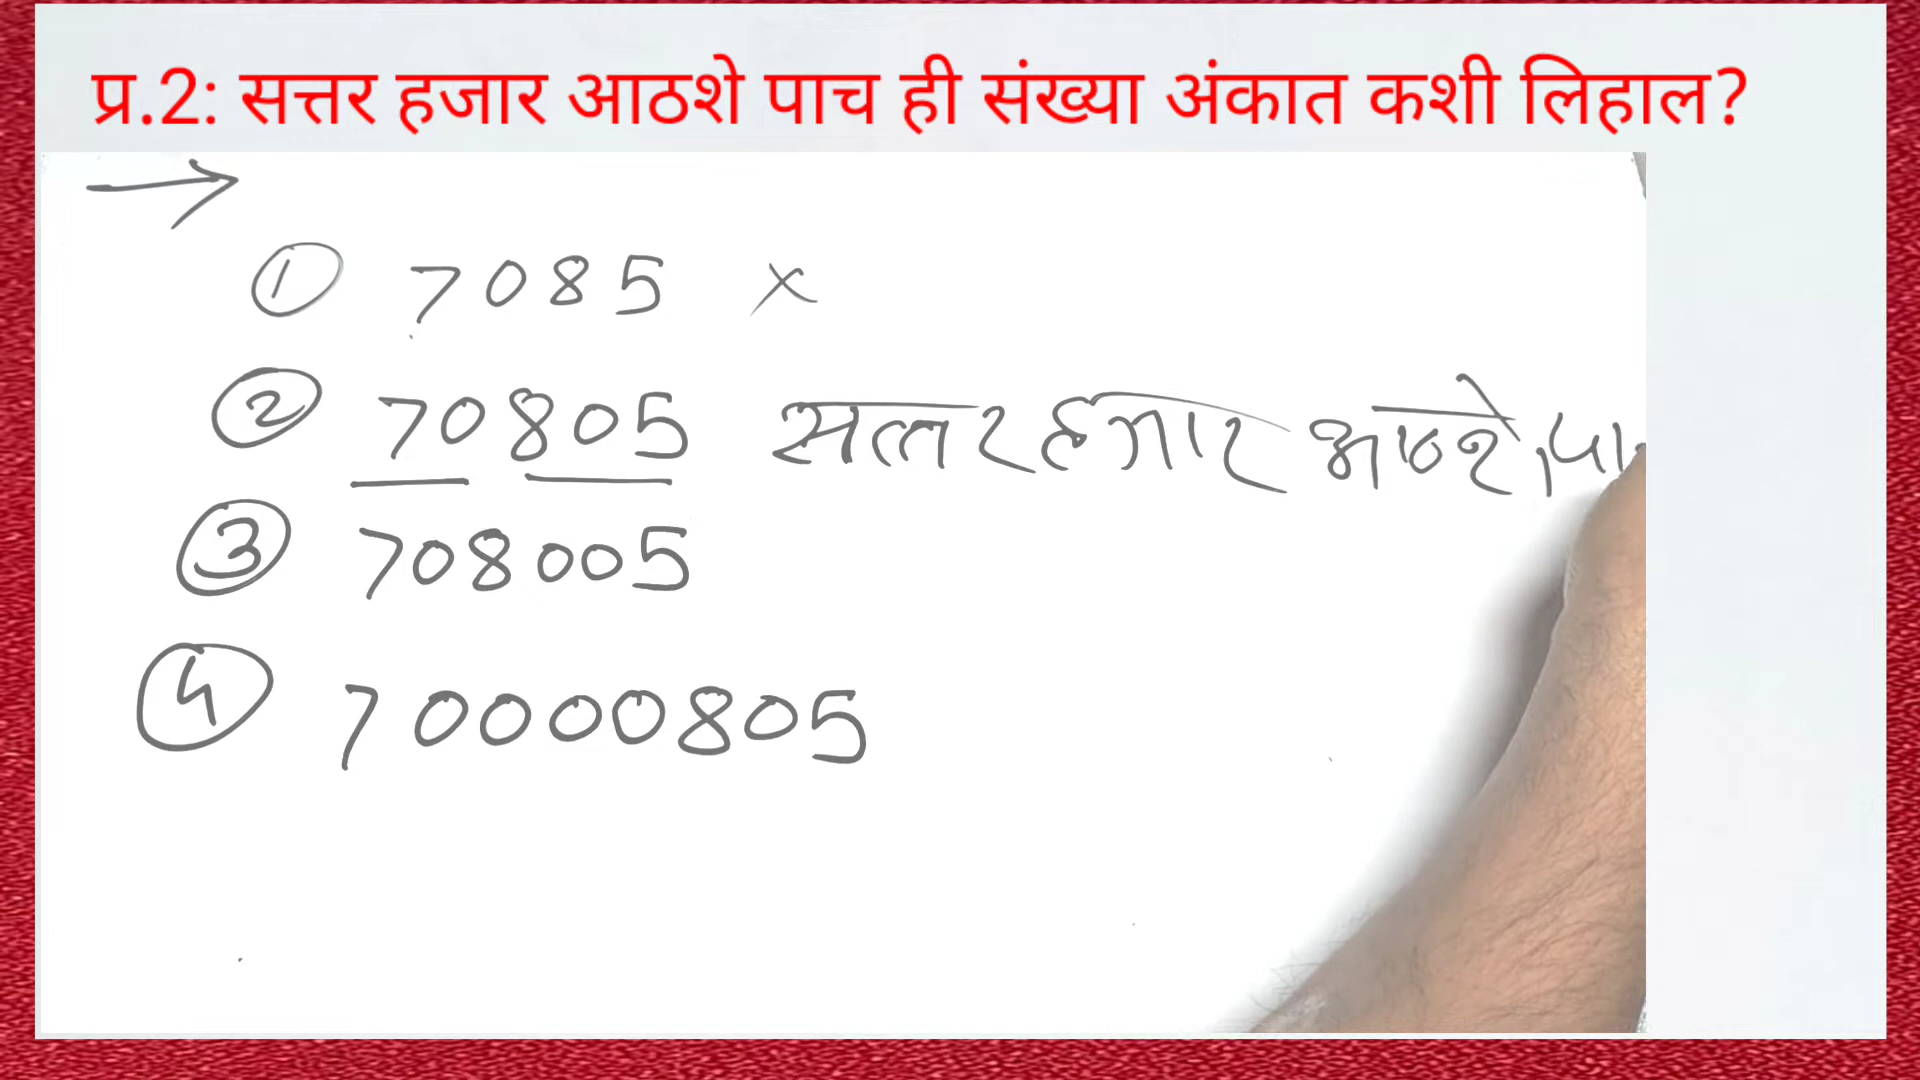 प्र.2: सत्तर हजार आठशे पाच ही संख्या अंकात कशी लिहाल?
→
① 7085 ×
② 70805 सत्तर हजार आठशे पा
③ 708005
④ 70000805